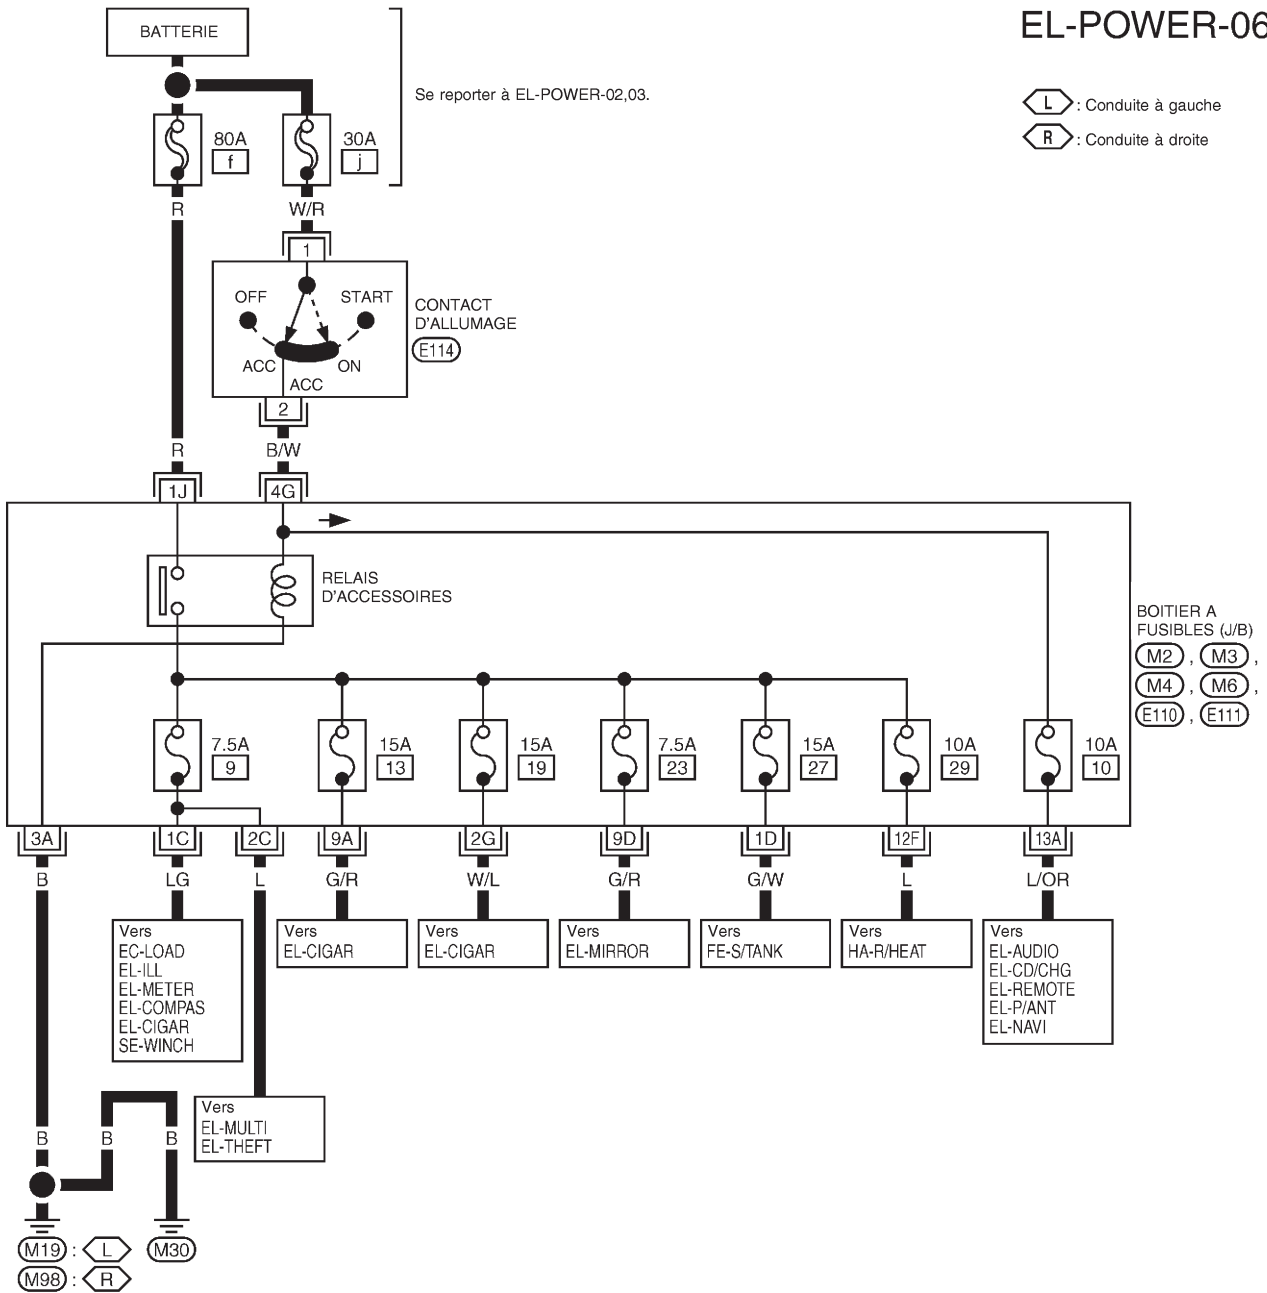 EL-POWER-06
BATTERIE
Se reporter à EL-POWER-02,03.
L : Conduite à gauche
R : Conduite à droite
80A
f
30A
j
R
W/R
1
OFF
START
ACC
ON
ACC
CONTACT
D'ALLUMAGE
E114
2
R
B/W
1J
4G
RELAIS
D'ACCESSOIRES
BOITIER A
FUSIBLES (J/B)
M2 , M3 ,
M4 , M6 ,
E110 , E111
7.5A
9
15A
13
15A
19
7.5A
23
15A
27
10A
29
10A
10
3A
1C
2C
9A
2G
9D
1D
12F
13A
B
LG
L
G/R
W/L
G/R
G/W
L
L/OR
Vers
EC-LOAD
EL-ILL
EL-METER
EL-COMPAS
EL-CIGAR
SE-WINCH
Vers
EL-CIGAR
Vers
EL-CIGAR
Vers
EL-MIRROR
Vers
FE-S/TANK
Vers
HA-R/HEAT
Vers
EL-AUDIO
EL-CD/CHG
EL-REMOTE
EL-P/ANT
EL-NAVI
Vers
EL-MULTI
EL-THEFT
B
B
B
M19 : L
M30
M98 : R